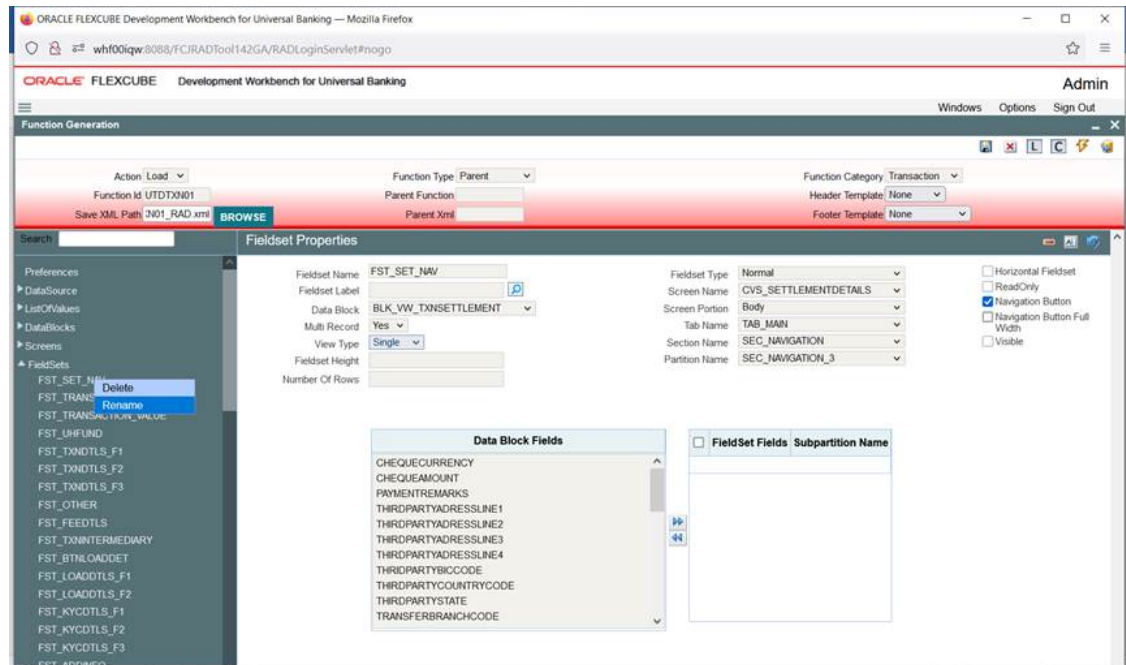 ORACLE FLEXCUBE Development Workbench for Universal Banking — Mozilla Firefox
whf00iqw:8088/FCJRADTool142GA/RADLoginServlet#nogo
ORACLE FLEXCUBE Development Workbench for Universal Banking Admin
Windows Options Sign Out
Function Generation
L C
Action Load Function Type Parent Function Category Transaction
Function Id UTDTXN01 Parent Function Header Template None
Save XML Path :N01_RAD.xml BROWSE Parent Xml Footer Template None
Search Fieldset Properties
Preferences
DataSource
ListOfValues
DataBlocks
Screens
FieldSets
FST_SET_NAV
Delete
Rename
FST_TRANSACTION_VALUE
FST_UHFUND
FST_TXNDTLS_F1
FST_TXNDTLS_F2
FST_TXNDTLS_F3
FST_OTHER
FST_FEEDTLS
FST_TXNINTERMEDIARY
FST_BTNLOADDET
FST_LOADDTLS_F1
FST_LOADDTLS_F2
FST_KYCDTLS_F1
FST_KYCDTLS_F2
FST_KYCDTLS_F3
FST_ADDINFO
Fieldset Name FST_SET_NAV
Fieldset Label
Data Block BLK_VW_TXNSETTLEMENT
Multi Record Yes
View Type Single
Fieldset Height
Number Of Rows
Fieldset Type Normal
Screen Name CVS_SETTLEMENTDETAILS
Screen Portion Body
Tab Name TAB_MAIN
Section Name SEC_NAVIGATION
Partition Name SEC_NAVIGATION_3
Horizontal Fieldset
ReadOnly
Navigation Button
Navigation Button Full
Width
Visible
Data Block Fields
CHEQUECURRENCY
CHEQUEAMOUNT
PAYMENTREMARKS
THIRDPARTYADRESSLINE1
THIRDPARTYADRESSLINE2
THIRDPARTYADRESSLINE3
THIRDPARTYADRESSLINE4
THRIDPARTYBICCODE
THIRDPARTYCOUNTRYCODE
THIRDPARTYSTATE
TRANSFERBRANCHCODE
FieldSet Fields Subpartition Name